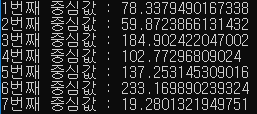 1번째 중심값 : 78.3379490167338
2번째 중심값 : 59.8723866131432
3번째 중심값 : 184.902422047002
4번째 중심값 : 102.77296809024
5번째 중심값 : 137.253145309016
6번째 중심값 : 233.169890239324
7번째 중심값 : 19.2801321949751